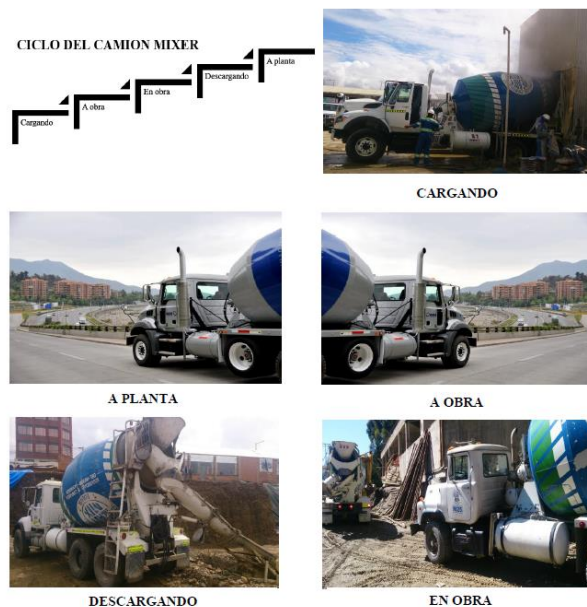 CICLO DEL CAMION MIXER
Cargando
A obra
En obra
Descargando
A planta
CARGANDO
A PLANTA
A OBRA
DESCARGANDO
EN OBRA